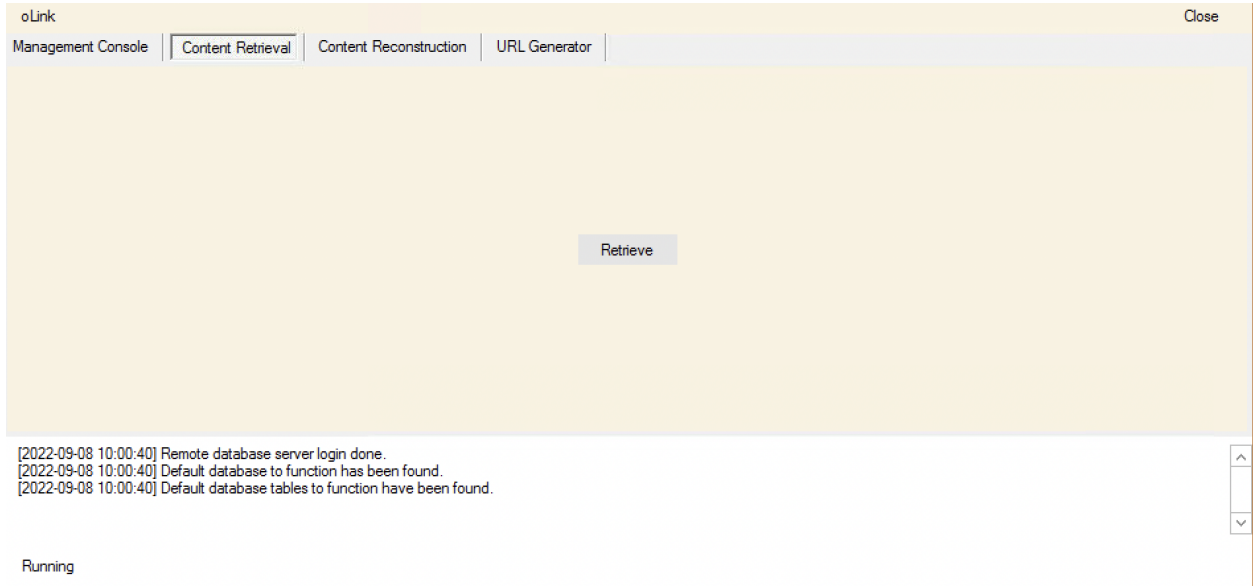 oLink Close
Management Console Content Retrieval Content Reconstruction URL Generator
Retrieve
[2022-09-08 10:00:40] Remote database server login done.
[2022-09-08 10:00:40] Default database to function has been found.
[2022-09-08 10:00:40] Default database tables to function have been found.
Running